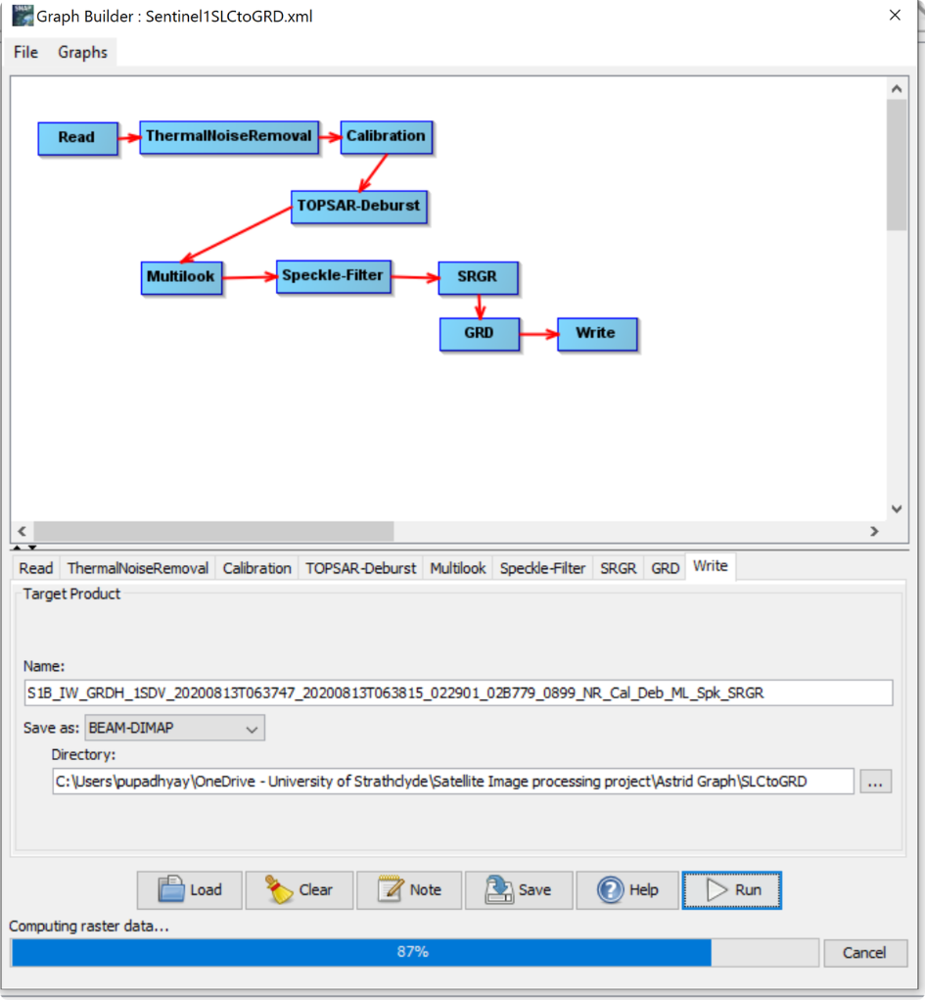 Graph Builder : Sentinel1SLCtoGRD.xml
File Graphs
Read ThermalNoiseRemoval Calibration
TOPSAR-Deburst
Multilook Speckle-Filter SRGR
GRD Write
Read ThermalNoiseRemoval Calibration TOPSAR-Deburst Multilook Speckle-Filter SRGR GRD Write
Target Product
Name:
S1B_IW_GRDH_1SDV_20200813T063747_20200813T063815_022901_02B779_0899_NR_Cal_Deb_ML_Spk_SRGR
Save as: BEAM-DIMAP
Directory:
C:\Users\pupadhyay\OneDrive - University of Strathclyde\Satellite Image processing project\Astrid Graph\SLCtoGRD ...
Load Clear Note Save Help Run
Computing raster data...
87% Cancel